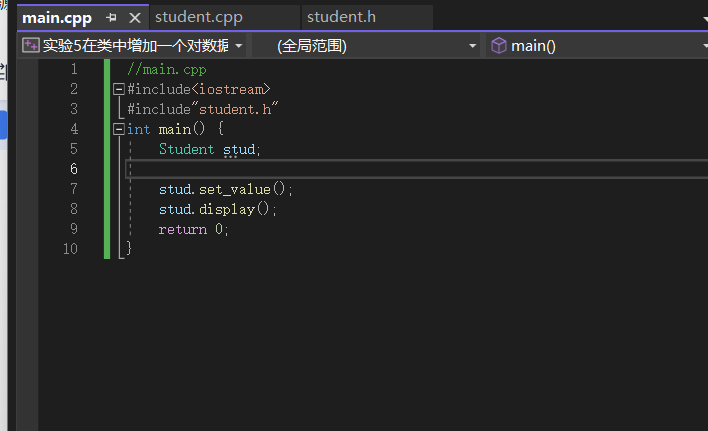 main.cpp
student.cpp
student.h
实验5在类中增加一个对数据
(全局范围)
main()
1 //main.cpp
2 #include<iostream>
3 #include"student.h"
4 int main() {
5 Student stud;
6
7 stud.set_value();
8 stud.display();
9 return 0;
10 }